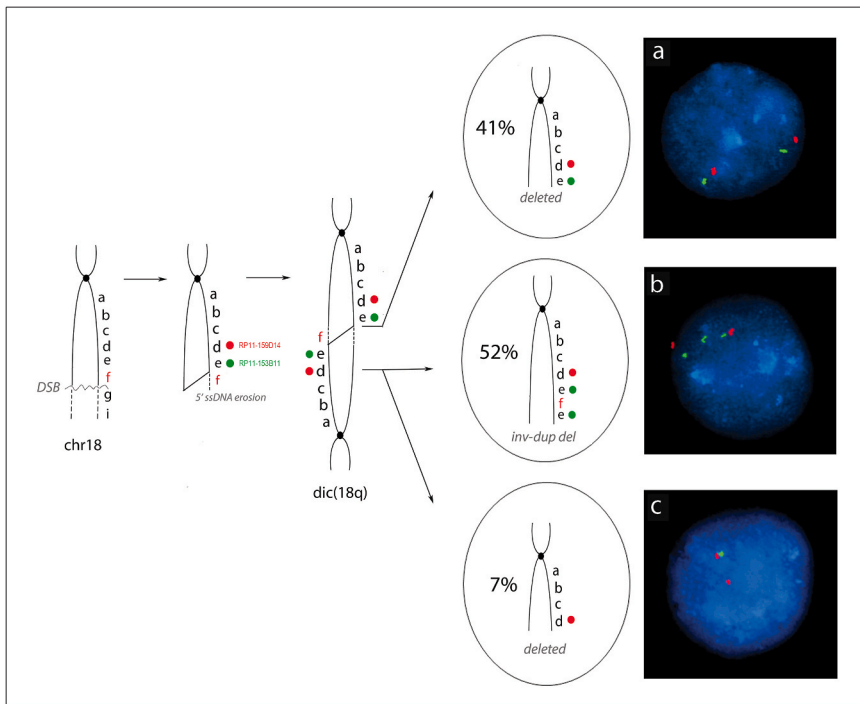 a
b
c
d
e
f
g
i
DSB
chr18
a
b
c
d RP11-159D14
e RP11-153B11
f
5' ssDNA erosion
a
b
c
d
e
f
e
d
c
b
a
dic(18q)
41%
a
b
c
d
e
deleted
a
52%
a
b
c
d
e
f
e
inv-dup del
b
7%
a
b
c
d
deleted
c